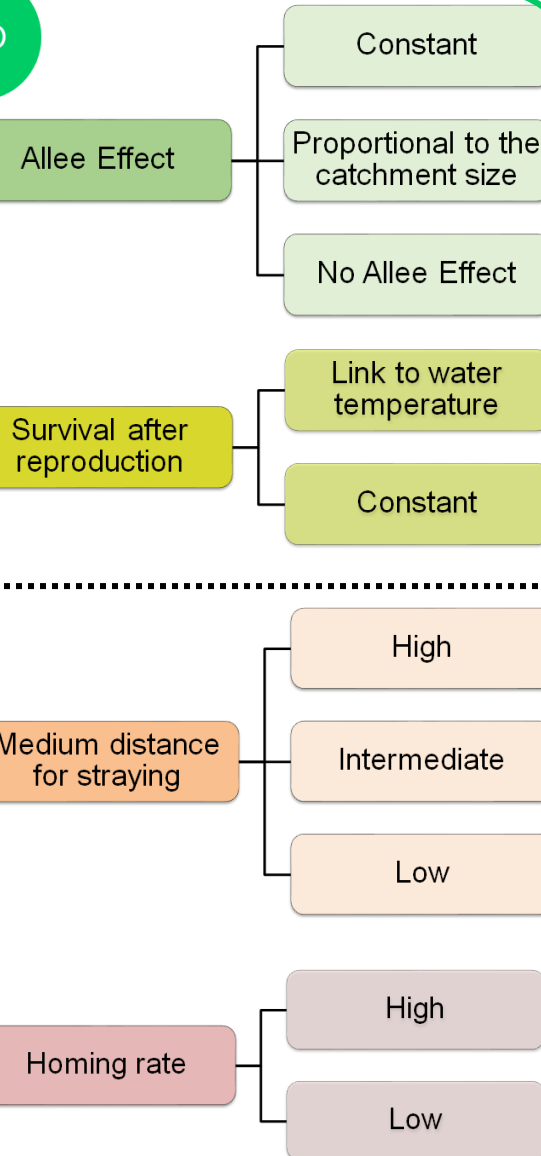 Constant
Allee Effect
Proportional to the
catchment size
No Allee Effect
Link to water
temperature
Survival after
reproduction
Constant
High
Medium distance
for straying
Intermediate
Low
High
Homing rate
Low